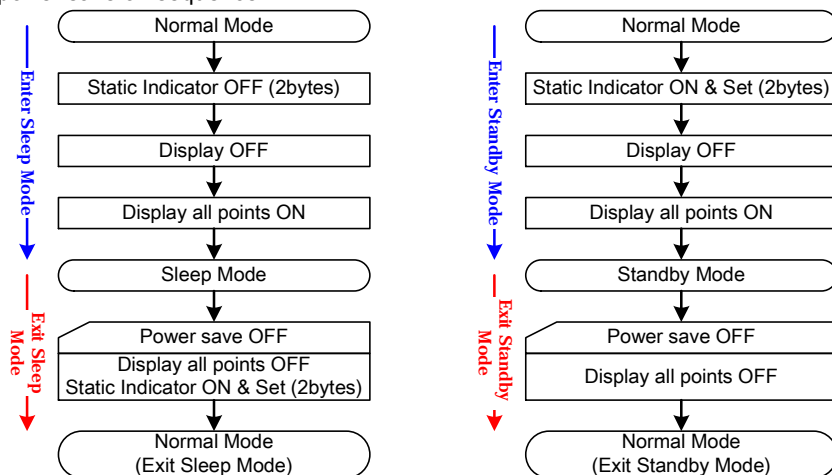 Normal Mode
Static Indicator OFF (2bytes)
Display OFF
Display all points ON
Sleep Mode
Power save OFF
Display all points OFF
Static Indicator ON & Set (2bytes)
Normal Mode
(Exit Sleep Mode)
Enter Sleep Mode
Exit Sleep
Mode
Normal Mode
Static Indicator ON & Set (2bytes)
Display OFF
Display all points ON
Standby Mode
Power save OFF
Display all points OFF
Normal Mode
(Exit Standby Mode)
Enter Standby Mode
Exit Standby
Mode